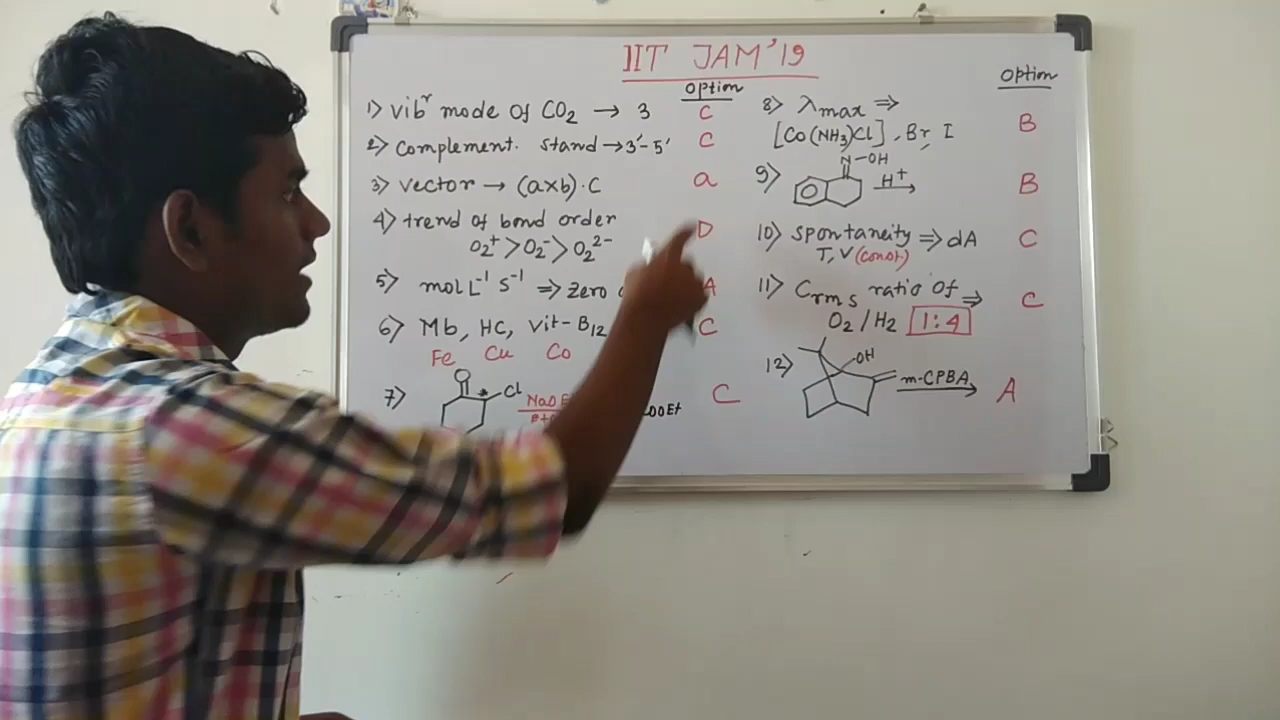 IIT JAM'19
Option
1) vibʳ mode of CO₂ → 3 C
2) Complement. stand → 3'-5' C
3) vector → (a×b)·c a
4) trend of bond order D
O₂⁺ > O₂⁻ > O₂²⁻
5) mol L⁻¹ s⁻¹ ⇒ zero A
6) Mb, HC, Vit-B₁₂ C
Fe Cu Co
7) O * Cl C
OOEt
Option
8) λmax ⇒ B
[Co(NH₃)Cl], Br, I
9) N-OH H⁺ B
10) spontaneity ⇒ dA C
T, V (const.)
11) Crms ratio of ⇒ C
O₂/H₂ 1:4
12) OH m-CPBA A